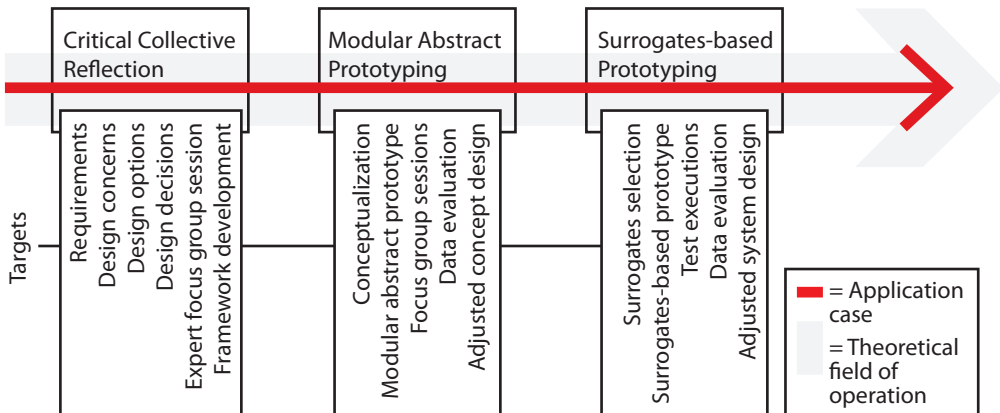 Critical Collective
Reflection
Modular Abstract
Prototyping
Surrogates-based
Prototyping
Targets
Requirements
Design concerns
Design options
Design decisions
Expert focus group session
Framework development
Conceptualization
Modular abstract prototype
Focus group sessions
Data evaluation
Adjusted concept design
Surrogates selection
Surrogates-based prototype
Test executions
Data evaluation
Adjusted system design
= Application
case
= Theoretical
field of
operation